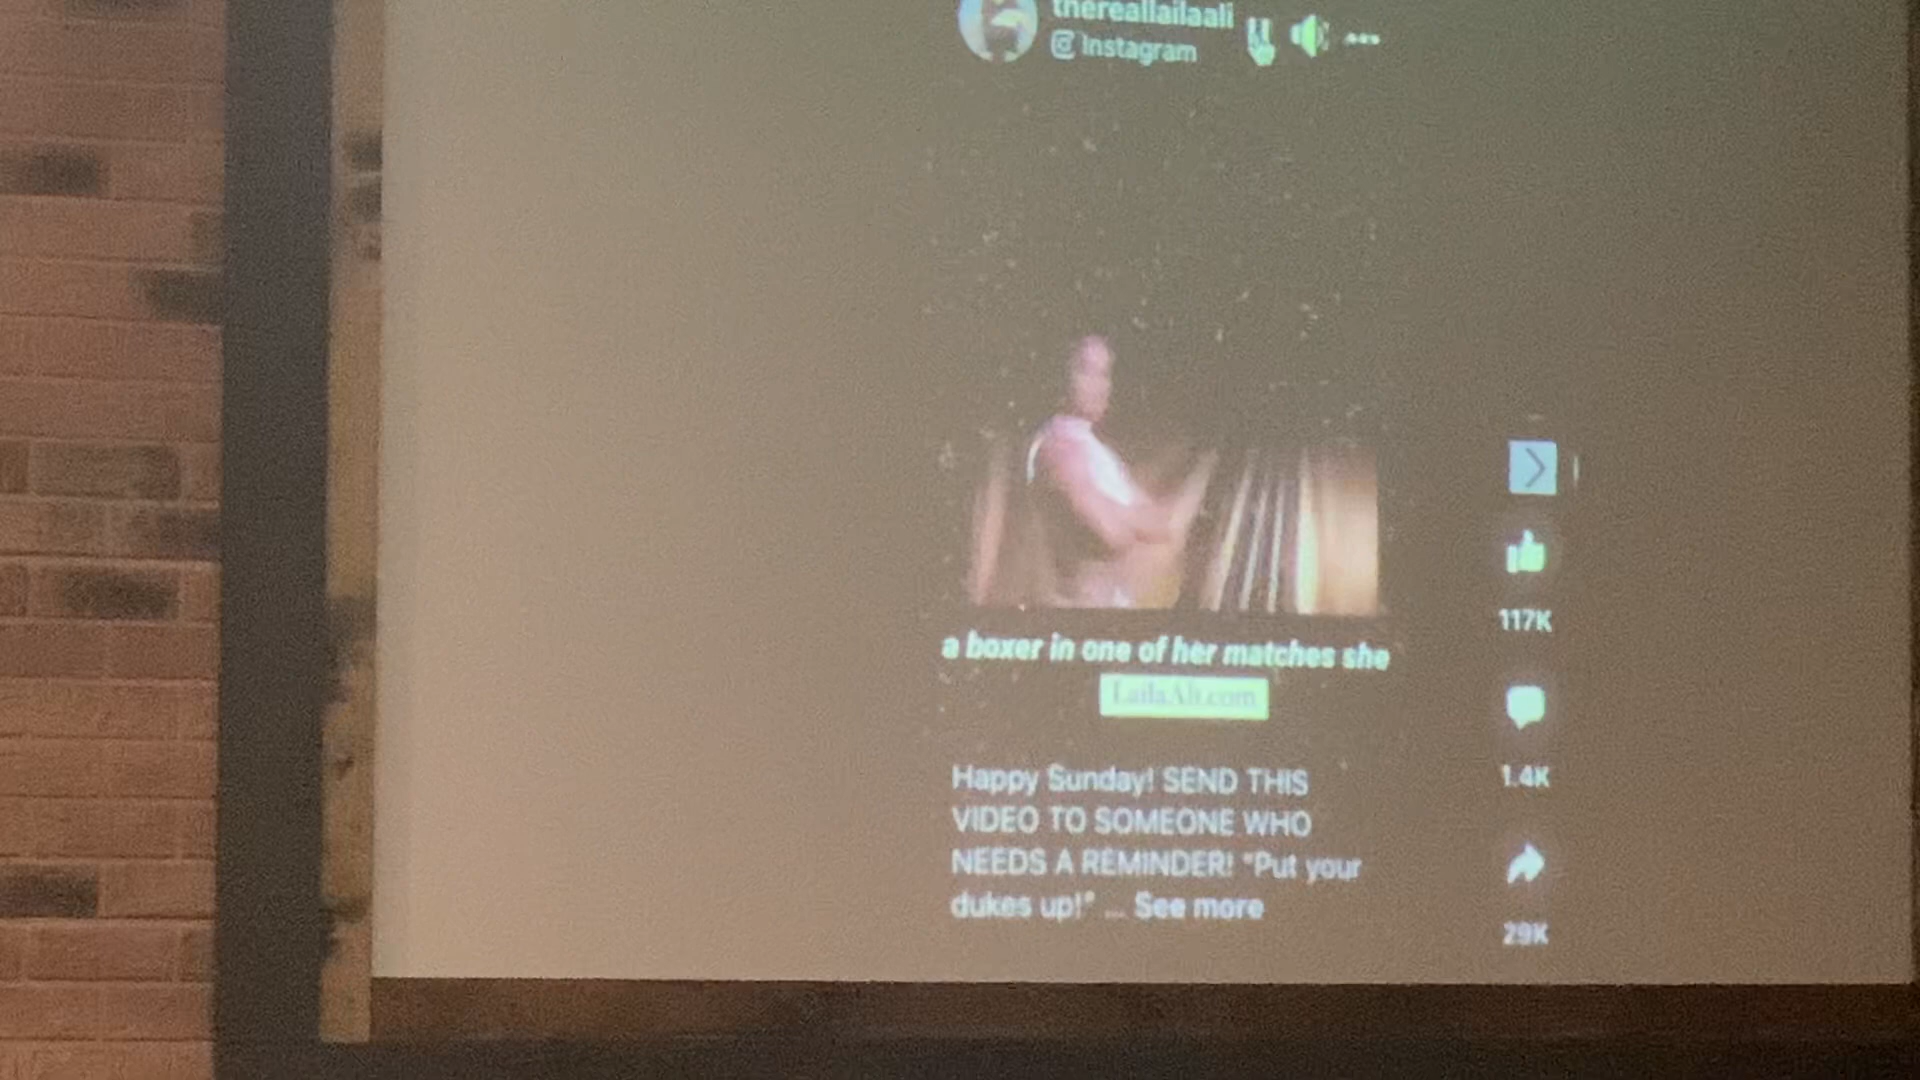 thereallailaali
Instagram
a boxer in one of her matches she
LailaAli.com
117K
1.4K
Happy Sunday! SEND THIS
VIDEO TO SOMEONE WHO
NEEDS A REMINDER! "Put your
dukes up!" ... See more
29K